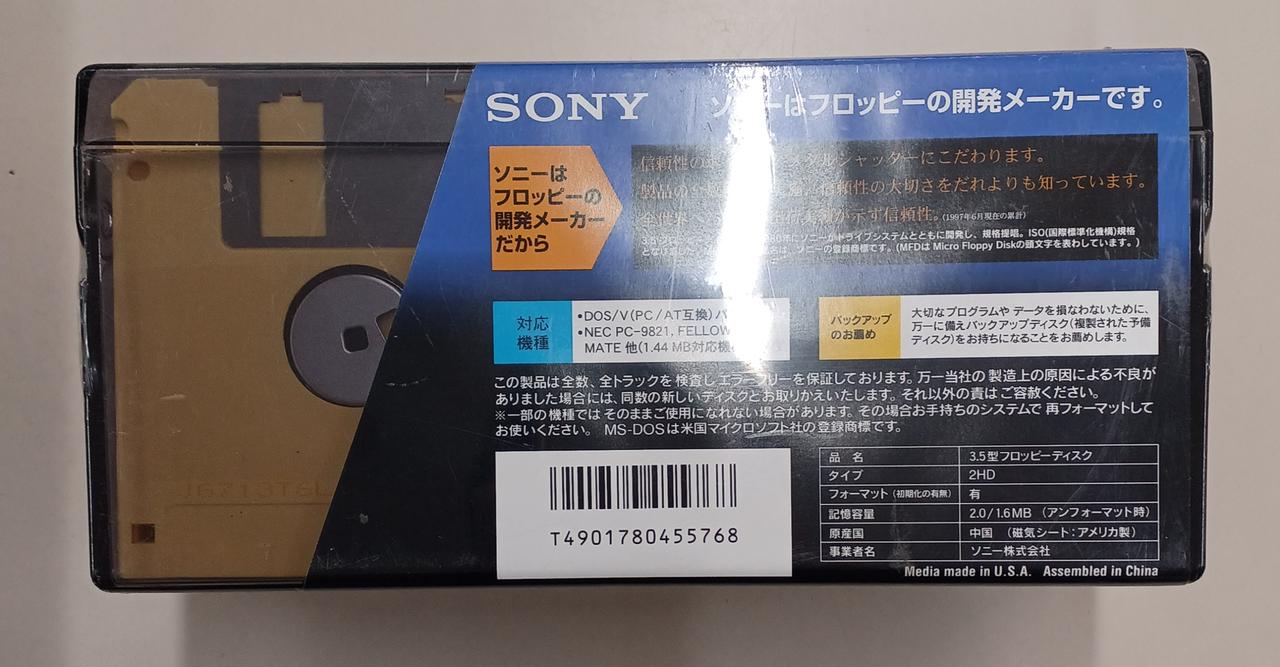 SONY
ソニーはフロッピーの開発メーカーです。
ソニーは
フロッピーの
開発メーカー
だから
信頼性の
タルシャッターにこだわります。
製品の
信頼性の大切さをだれよりも知っています。
全世界
が示す信頼性。(1997年6月現在の累計)
年にソニーがドライブシステムとともに開発し、規格提唱。ISO(国際標準化機構)規格
とな
ソニーの登録商標です。(MFDは Micro Floppy Diskの頭文字を表わしています。)
対応
機種
•DOS/V(PC/AT互換)パ
•NEC PC-9821, FELLOW
MATE 他(1.44 MB対応機
バックアップ
のお薦め
大切なプログラムや データを損なわないために、
万一に備えバックアップディスク(複製された予備
ディスク)をお持ちになることをお薦めします。
この製品は全数、全トラックを 検査し エラーフリーを保証しております。万一当社の 製造上の原因による不良が
ありました場合には、同数の新しいディスクとお取りかえいたします。それ以外の責は ご容赦ください。
※一部の機種では そのままご使用になれない場合があります。その場合お手持ちのシステムで 再フォーマットして
お使いください。 MS-DOSは米国マイクロソフト社の登録商標です。
T4901780455768
品 名 3.5型フロッピーディスク
タイプ 2HD
フォーマット(初期化の有無) 有
記憶容量 2.0/1.6MB (アンフォーマット時)
原産国 中国 (磁気シート:アメリカ製)
事業者名 ソニー株式会社
Media made in U.S.A. Assembled in China